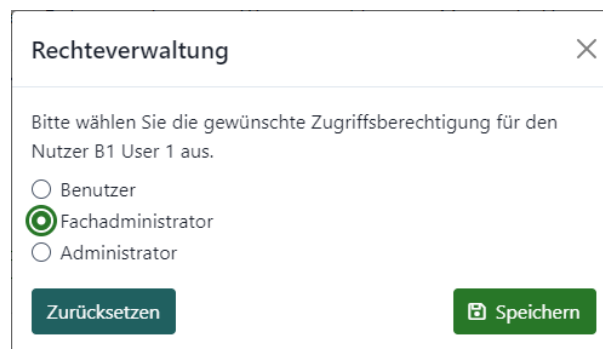 Rechteverwaltung
Bitte wählen Sie die gewünschte Zugriffsberechtigung für den
Nutzer B1 User 1 aus.
Benutzer
Fachadministrator
Administrator
Zurücksetzen
Speichern